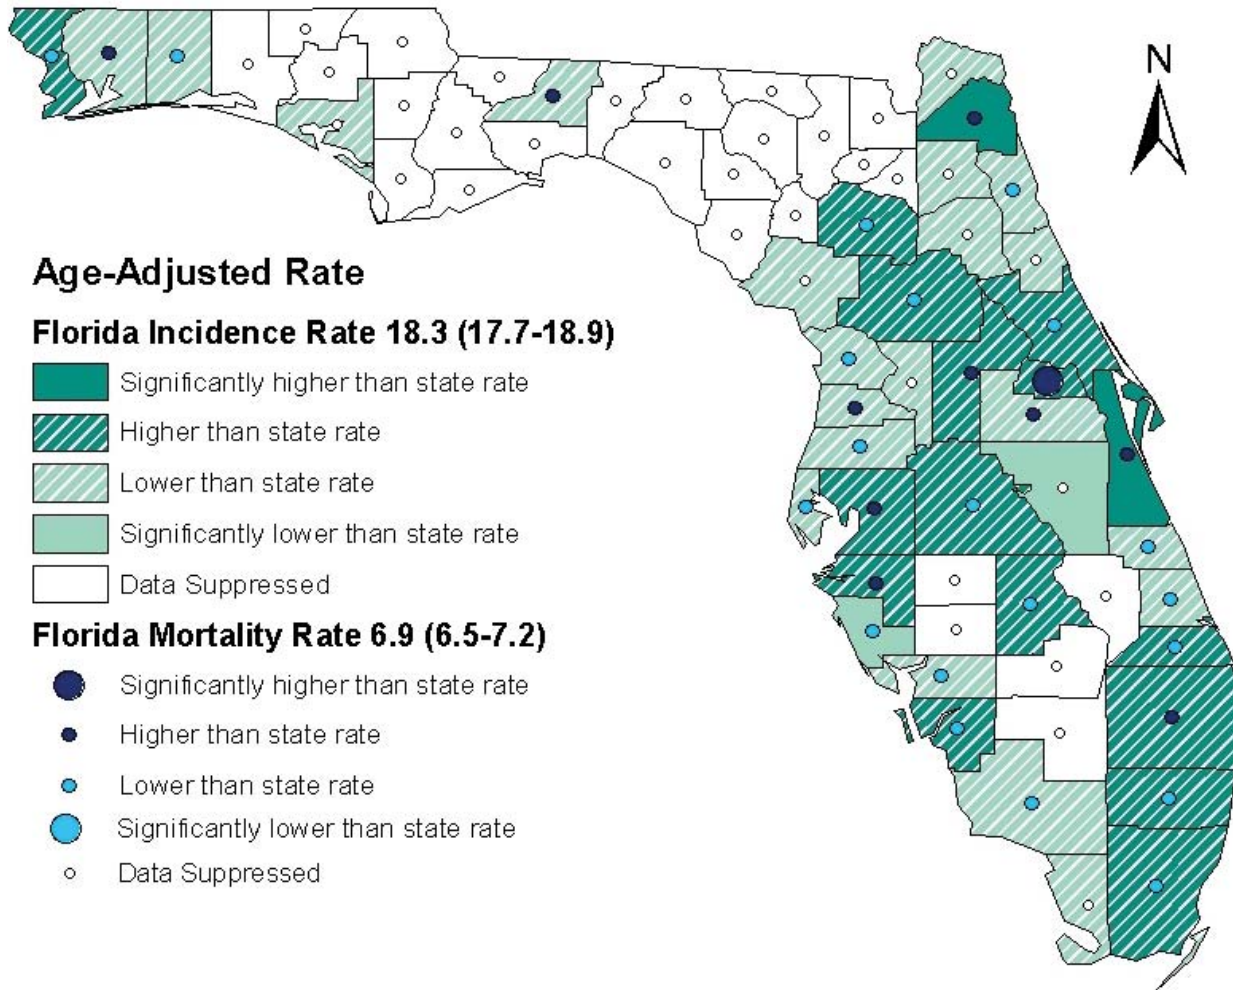 N
Age-Adjusted Rate
Florida Incidence Rate 18.3 (17.7-18.9)
Significantly higher than state rate
Higher than state rate
Lower than state rate
Significantly lower than state rate
Data Suppressed
Florida Mortality Rate 6.9 (6.5-7.2)
Significantly higher than state rate
Higher than state rate
Lower than state rate
Significantly lower than state rate
Data Suppressed